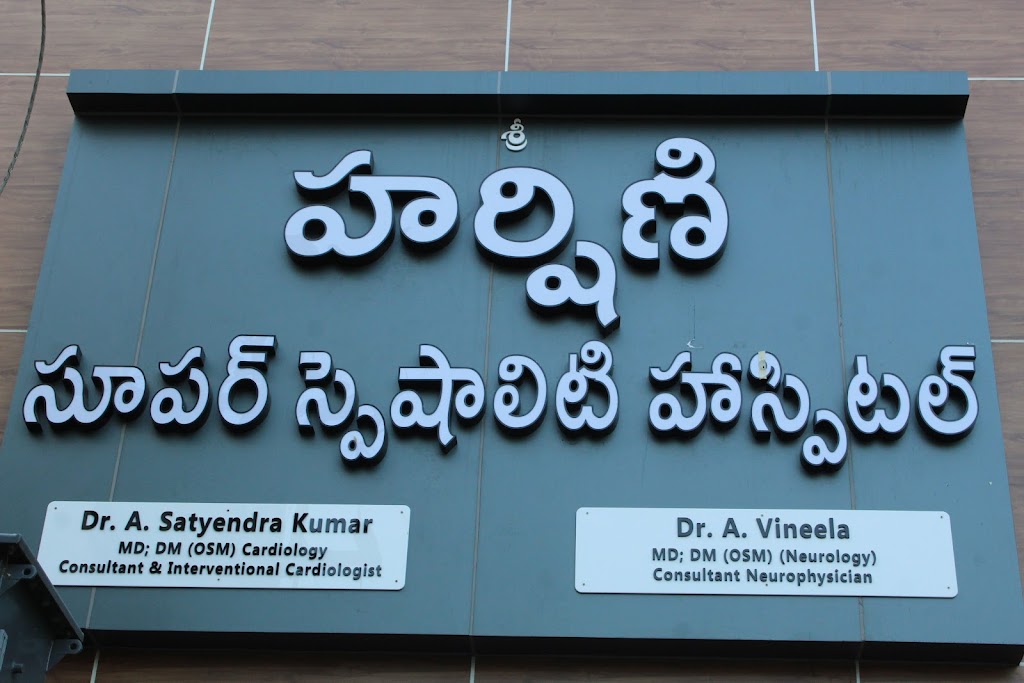 శ్రీ
హర్షిణి
సూపర్ స్పెషాలిటి హాస్పిటల్
Dr. A. Satyendra Kumar
MD; DM (OSM) Cardiology
Consultant & Interventional Cardiologist
Dr. A. Vineela
MD; DM (OSM) (Neurology)
Consultant Neurophysician